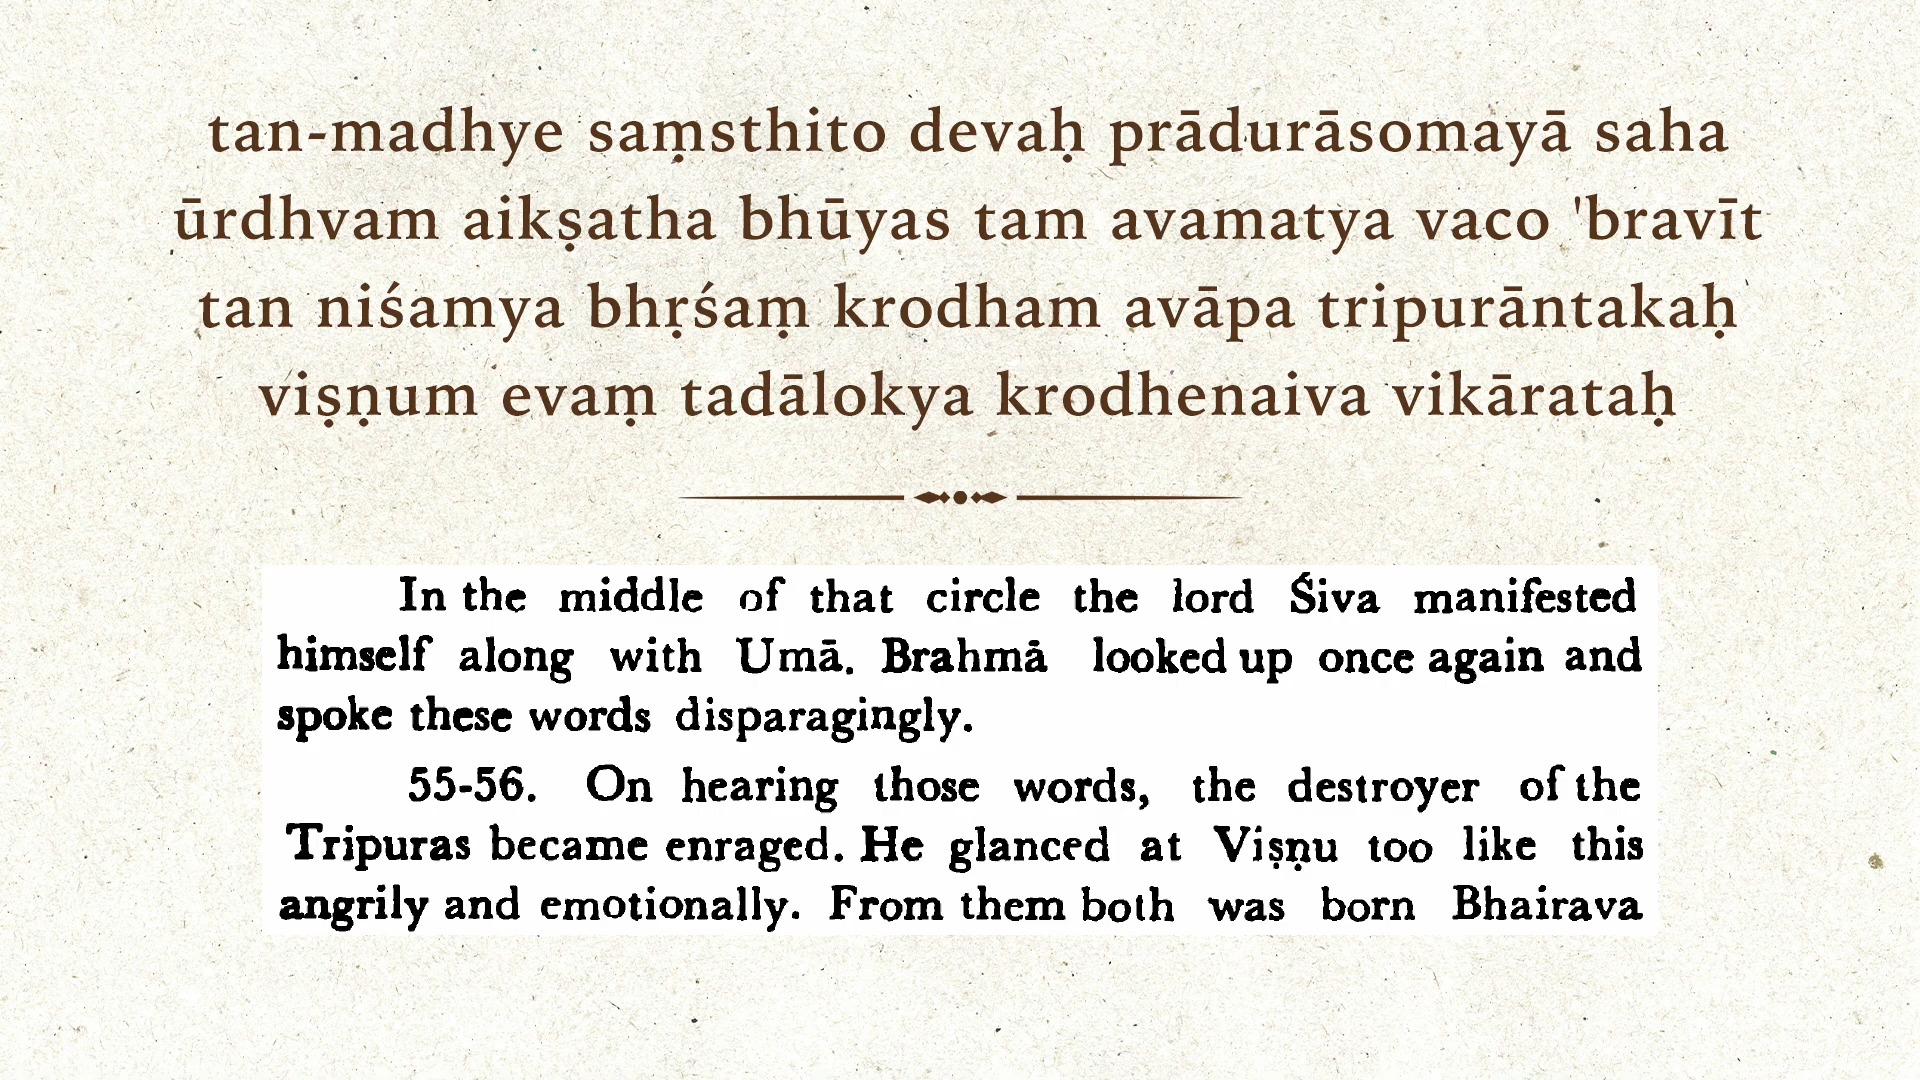 tan-madhye saṃsthito devaḥ prādurāsomayā saha
ūrdhvam aikṣatha bhūyas tam avamatya vaco 'bravīt
tan niśamya bhṛśaṃ krodham avāpa tripurāntakaḥ
viṣṇum evaṃ tadālokya krodhenaiva vikārataḥ
In the middle of that circle the lord Śiva manifested
himself along with Umā. Brahmā looked up once again and
spoke these words disparagingly.
55-56. On hearing those words, the destroyer of the
Tripuras became enraged. He glanced at Viṣṇu too like this
angrily and emotionally. From them both was born Bhairava